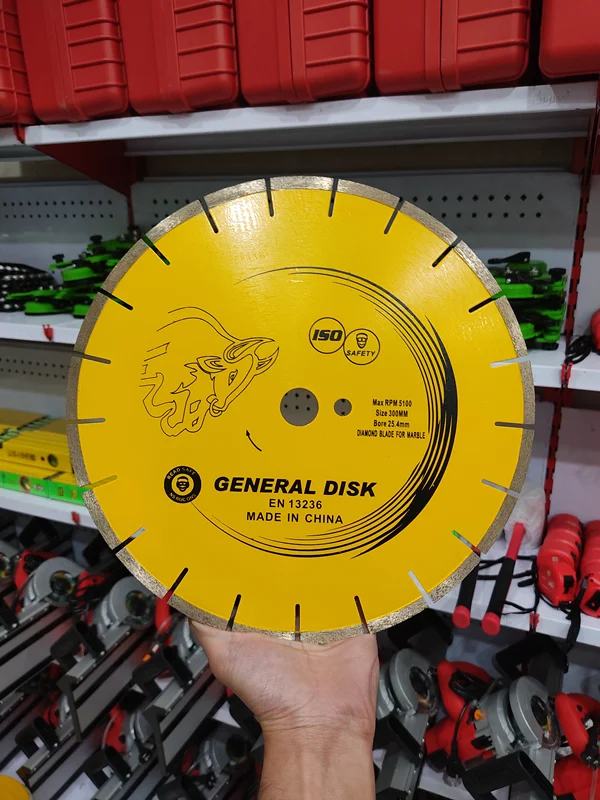 ISO
SAFETY
Max RPM 5100
Size 300MM
Bore 25.4mm
DIAMOND BLADE FOR MARBLE
GENERAL DISK
EN 13236
MADE IN CHINA